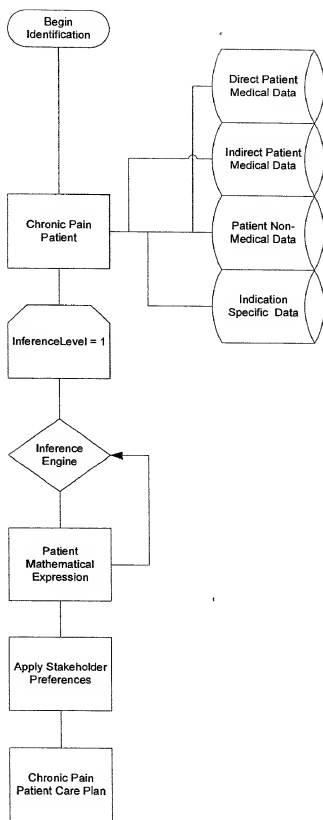 Begin
Identification
Direct Patient
Medical Data
Indirect Patient
Medical Data
Chronic Pain
Patient
Patient Non-
Medical Data
Indication
Specific Data
InferenceLevel = 1
Inference
Engine
Patient
Mathematical
Expression
Apply Stakeholder
Preferences
Chronic Pain
Patient Care Plan